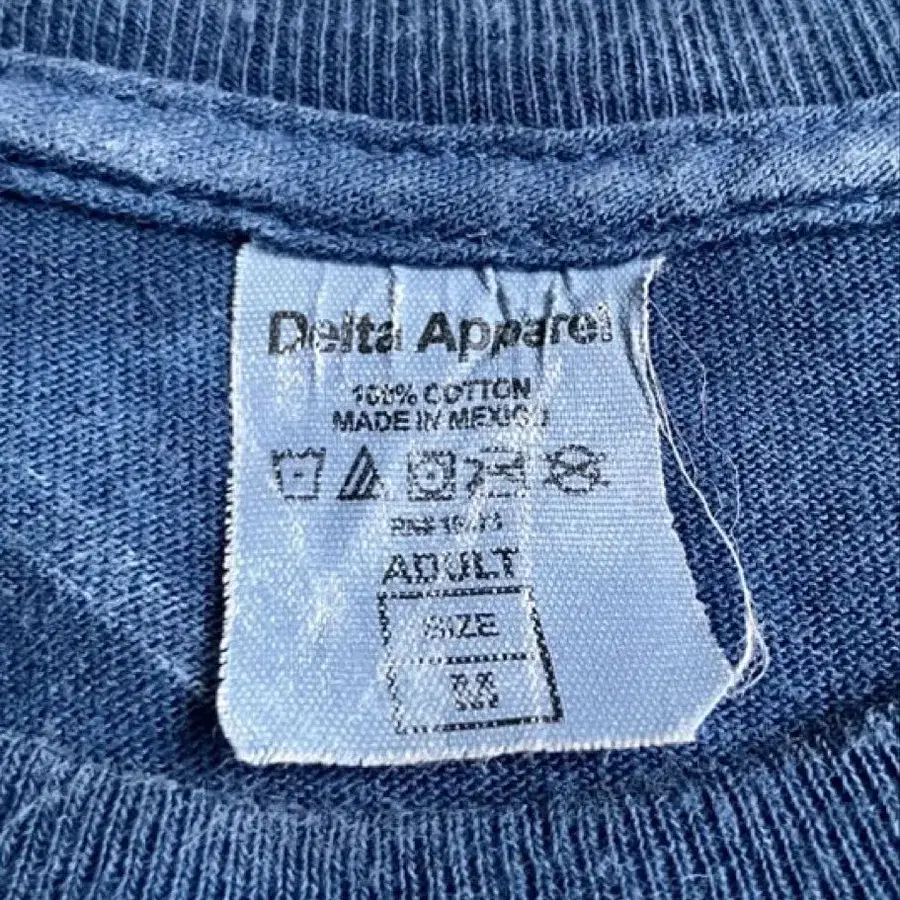 Delta Apparel
100% COTTON
MADE IN MEXICO
ADULT
SIZE
M